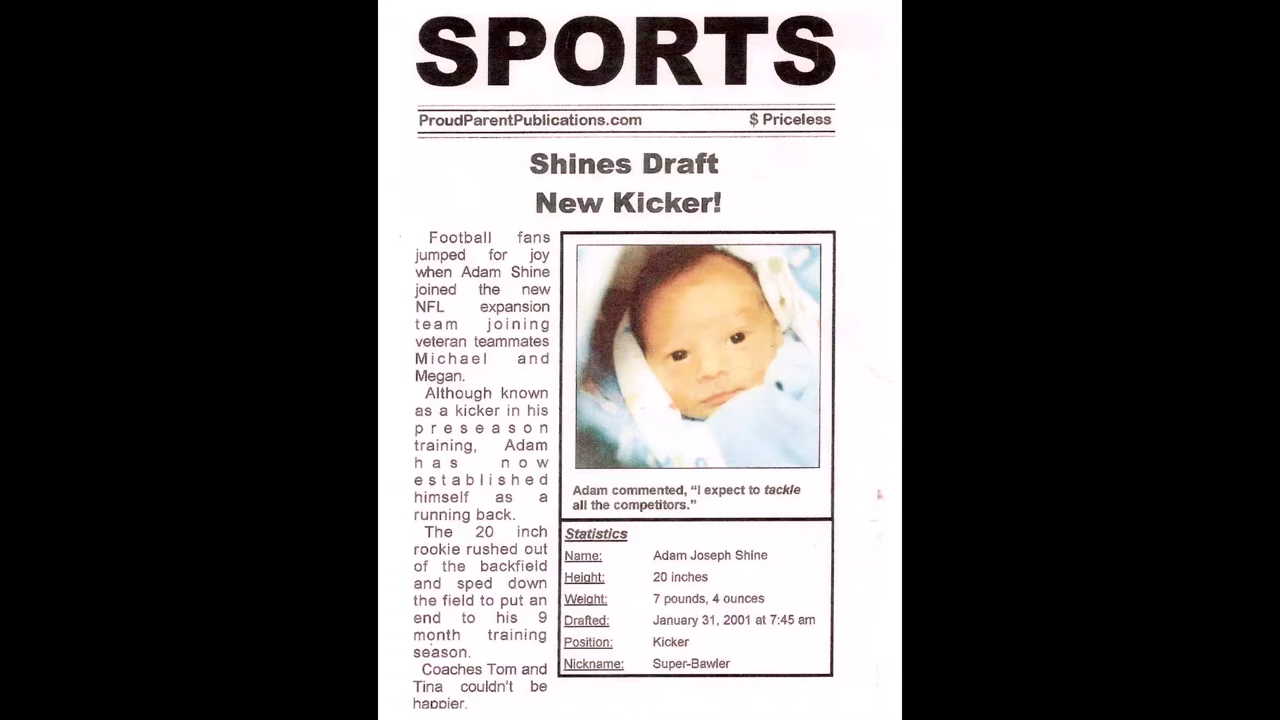 SPORTS
ProudParentPublications.com $ Priceless
Shines Draft
New Kicker!
Football fans
jumped for joy
when Adam Shine
joined the new
NFL expansion
team joining
veteran teammates
Michael and
Megan.
Although known
as a kicker in his
preseason
training, Adam
has now
established
himself as a
running back.
The 20 inch
rookie rushed out
of the backfield
and sped down
the field to put an
end to his 9
month training
season.
Coaches Tom and
Tina couldn't be
happier.
Adam commented, “I expect to tackle
all the competitors.”
Statistics
Name: Adam Joseph Shine
Height: 20 inches
Weight: 7 pounds, 4 ounces
Drafted: January 31, 2001 at 7:45 am
Position: Kicker
Nickname: Super-Bawler